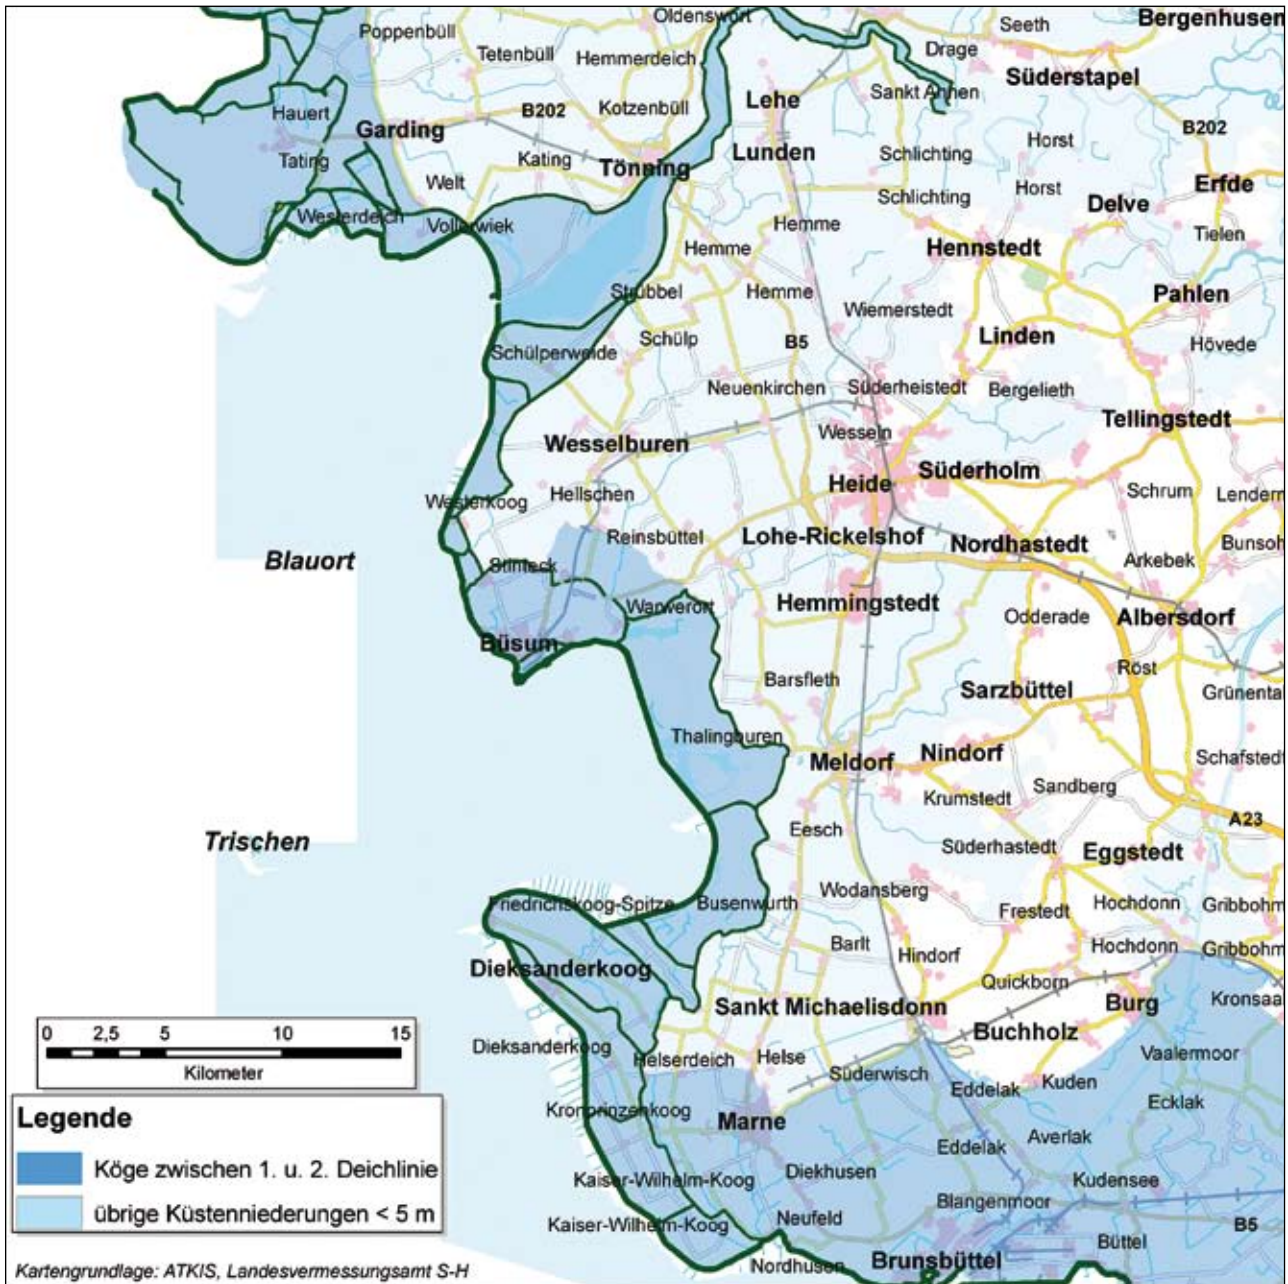 Poppenbüll
Oldenswort
Seeth
Bergenhusen
Tetenbüll
Hemmerdeich
Drage
Süderstapel
Hauert
B202
Kotzenbüll
Lehe
Sankt Annen
Garding
Horst
B202
Tating
Kating
Tönning
Lunden
Schlichting
Welt
Schlichting
Horst
Erfde
Westerdeich
Vollerwiek
Hemme
Delve
Tielen
Hemme
Hennstedt
Strübbel
Hemme
Pahlen
Wiemerstedt
Schülp
B5
Linden
Hövede
Schülperweide
Neuenkirchen
Süderheistedt
Bergelieth
Wesselburen
Wesseln
Tellingstedt
Westerkoog
Hellschen
Heide
Süderholm
Schrum
Lendern
Reinsbüttel
Lohe-Rickelshof
Nordhastedt
Bunsoh
Blauort
Stinteck
Arkebek
Warwerort
Hemmingstedt
Odderade
Albersdorf
Büsum
Barsfleth
Röst
Sarzbüttel
Grünenta
Thalingburen
Meldorf
Nindorf
Schafstedt
Krumstedt
Sandberg
Trischen
Eesch
Süderhastedt
Eggstedt
A23
Friedrichskoog-Spitze
Busenwurth
Wodansberg
Frestedt
Hochdonn
Gribbohm
Barlt
Hindorf
Hochdonn
Gribbohm
Dieksanderkoog
Quickborn
Sankt Michaelisdonn
Burg
Kronsaa
Buchholz
0 2,5 5 10 15
Kilometer
Dieksanderkoog
Helserdeich
Helse
Süderwisch
Vaalermoor
Eddelak
Kuden
Ecklak
Kronprinzenkoog
Marne
Averlak
Eddelak
Kaiser-Wilhelm-Koog
Diekhusen
Kudensee
Blangenmoor
Kaiser-Wilhelm-Koog
Neufeld
B5
Büttel
Nordhusen
Brunsbüttel
Legende
Köge zwischen 1. u. 2. Deichlinie
übrige Küstenniederungen < 5 m
Kartengrundlage: ATKIS, Landesvermessungsamt S-H